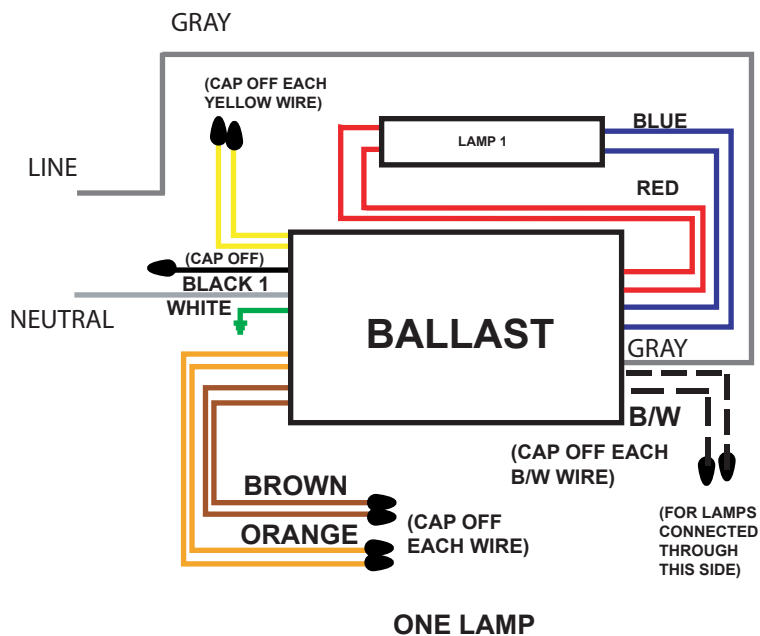 GRAY
(CAP OFF EACH
YELLOW WIRE)
BLUE
LAMP 1
LINE
RED
(CAP OFF)
BLACK 1
WHITE
NEUTRAL
BALLAST
GRAY
B/W
(CAP OFF EACH
B/W WIRE)
BROWN
ORANGE
(CAP OFF
EACH WIRE)
(FOR LAMPS
CONNECTED
THROUGH
THIS SIDE)
ONE LAMP